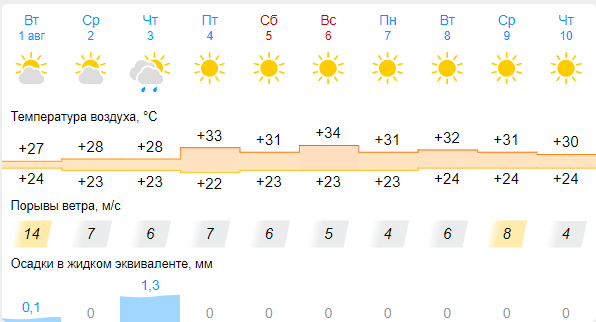 Вт Ср Чт Пт Сб Вс Пн Вт Ср Чт
1 авг 2 3 4 5 6 7 8 9 10
Температура воздуха, °C
+27 +28 +28 +33 +31 +34 +31 +32 +31 +30
+24 +23 +23 +22 +23 +23 +23 +24 +24 +24
Порывы ветра, м/с
14 7 6 7 6 5 4 6 8 4
Осадки в жидком эквиваленте, мм
0,1 0 1,3 0 0 0 0 0 0 0